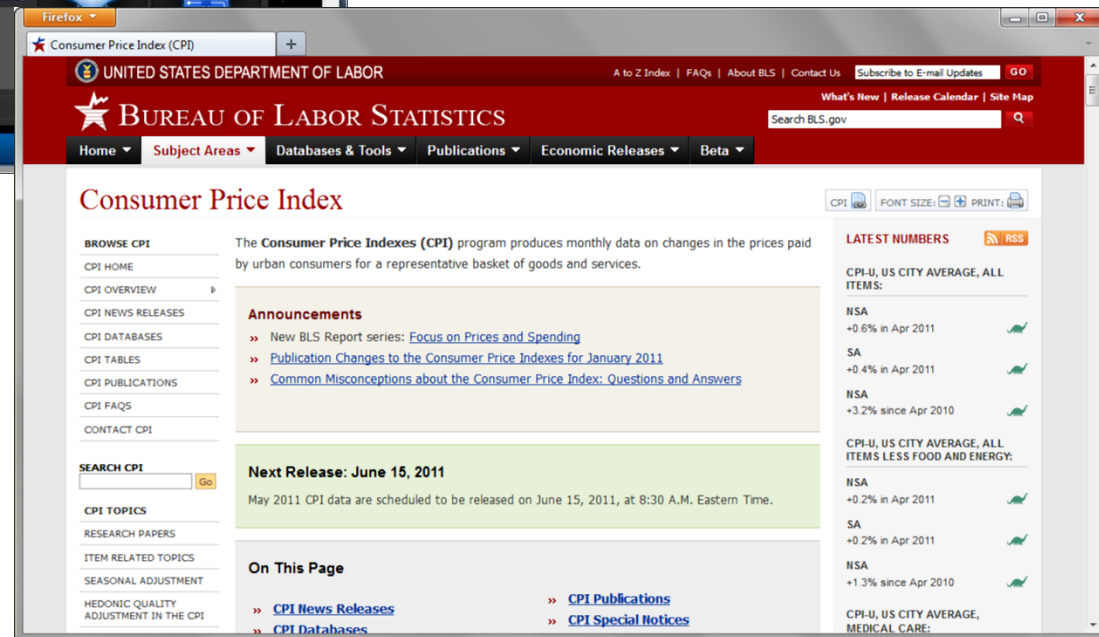 Firefox
Consumer Price Index (CPI)
UNITED STATES DEPARTMENT OF LABOR
A to Z Index | FAQs | About BLS | Contact Us Subscribe to E-mail Updates GO
BUREAU OF LABOR STATISTICS
What's New | Release Calendar | Site Map
Search BLS.gov
Home Subject Areas Databases & Tools Publications Economic Releases Beta
Consumer Price Index
CPI FONT SIZE: PRINT:
BROWSE CPI
CPI HOME
CPI OVERVIEW
CPI NEWS RELEASES
CPI DATABASES
CPI TABLES
CPI PUBLICATIONS
CPI FAQS
CONTACT CPI
SEARCH CPI
Go
CPI TOPICS
RESEARCH PAPERS
ITEM RELATED TOPICS
SEASONAL ADJUSTMENT
HEDONIC QUALITY
ADJUSTMENT IN THE CPI
The Consumer Price Indexes (CPI) program produces monthly data on changes in the prices paid
by urban consumers for a representative basket of goods and services.
Announcements
» New BLS Report series: Focus on Prices and Spending
» Publication Changes to the Consumer Price Indexes for January 2011
» Common Misconceptions about the Consumer Price Index: Questions and Answers
Next Release: June 15, 2011
May 2011 CPI data are scheduled to be released on June 15, 2011, at 8:30 A.M. Eastern Time.
On This Page
» CPI News Releases
» CPI Databases
» CPI Publications
» CPI Special Notices
LATEST NUMBERS RSS
CPI-U, US CITY AVERAGE, ALL
ITEMS:
NSA
+0.6% in Apr 2011
SA
+0.4% in Apr 2011
NSA
+3.2% since Apr 2010
CPI-U, US CITY AVERAGE, ALL
ITEMS LESS FOOD AND ENERGY:
NSA
+0.2% in Apr 2011
SA
+0.2% in Apr 2011
NSA
+1.3% since Apr 2010
CPI-U, US CITY AVERAGE,
MEDICAL CARE: